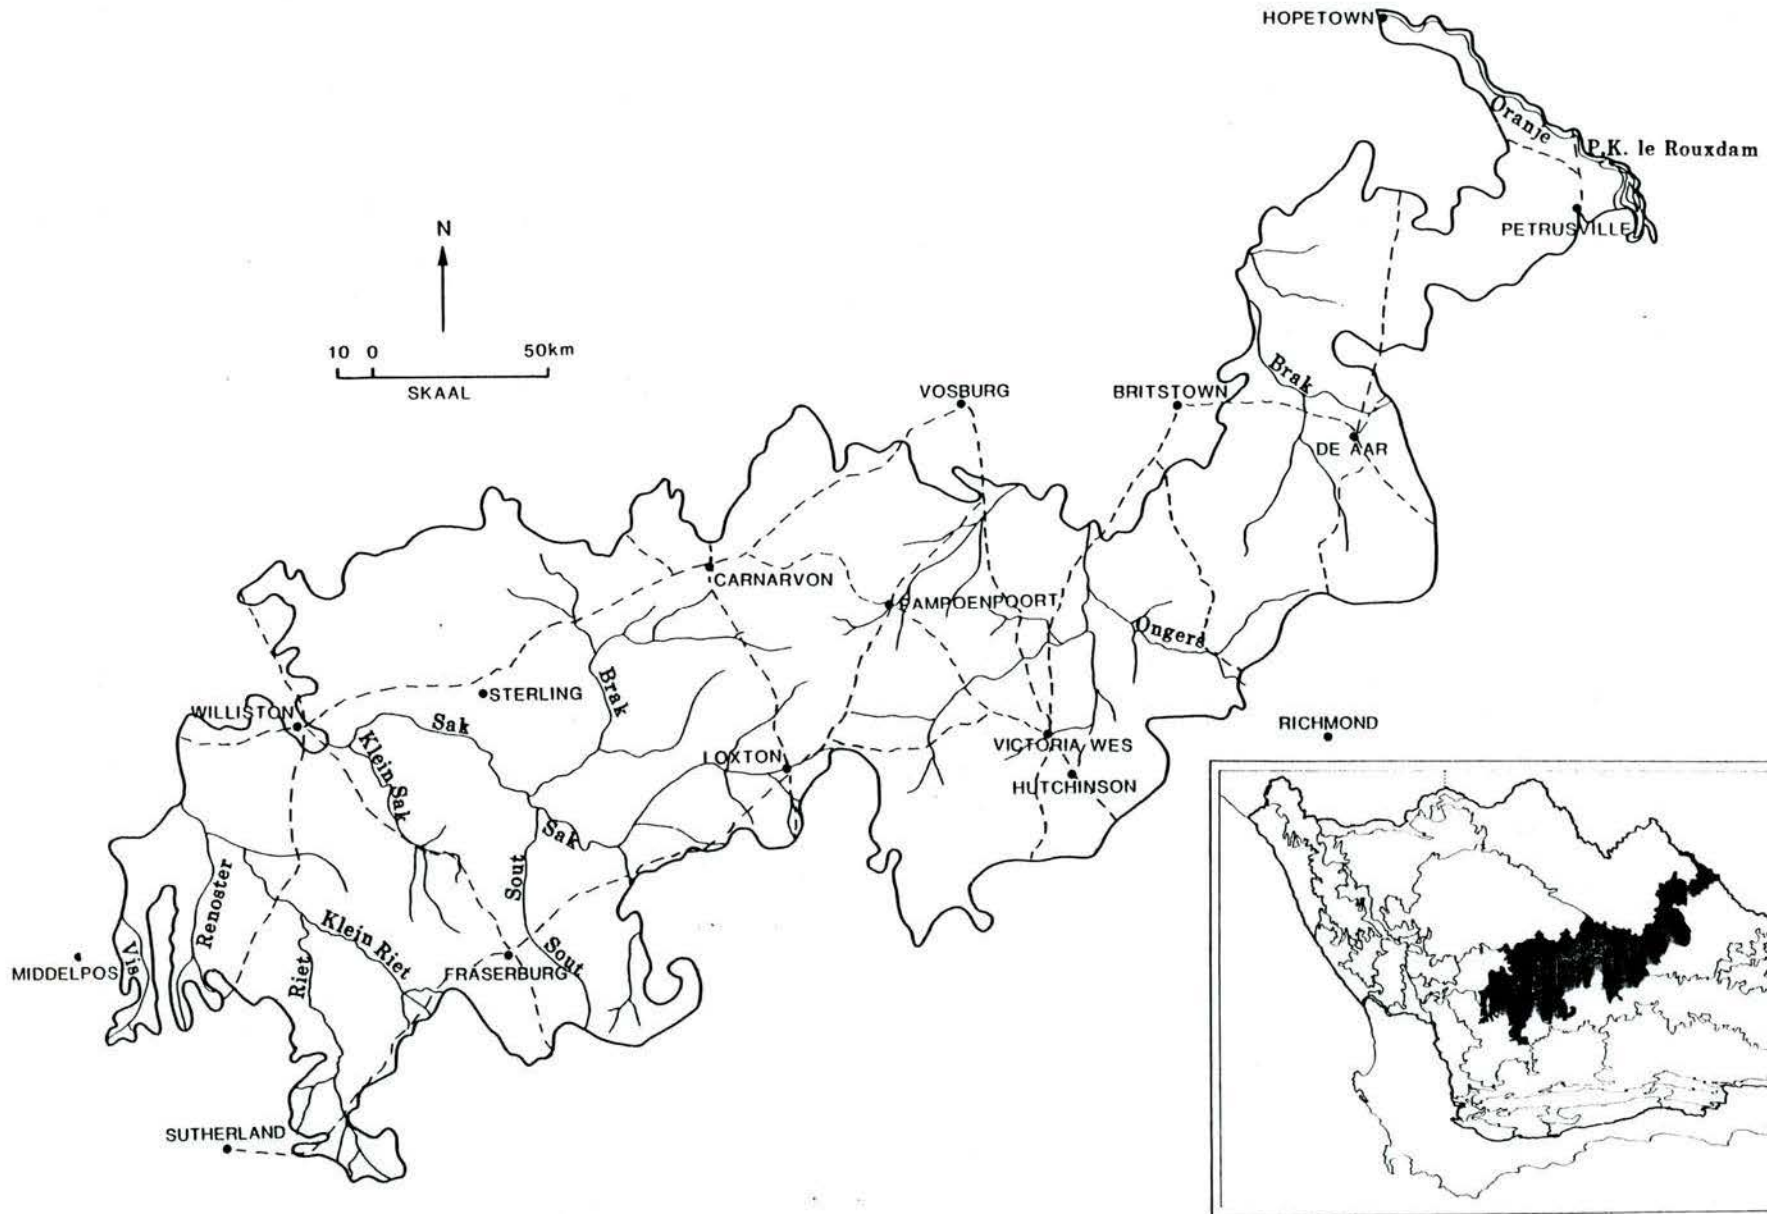 HOPETOWN
Oranje
P.K. le Rouxdam
PETRUSVILLE
N
10 0 50km
SKAAL
VOSBURG
BRITSTOWN
Brak
DE AAR
CARNARVON
PAMPOENPOORT
Ongers
STERLING
Brak
WILLISTON
Sak
Klein Sak
LOXTON
VICTORIA WES
RICHMOND
HUTCHINSON
Sak
Sout
Renoster
Klein Riet
Riet
Vis
MIDDELPOS
FRASERBURG
Sout
SUTHERLAND